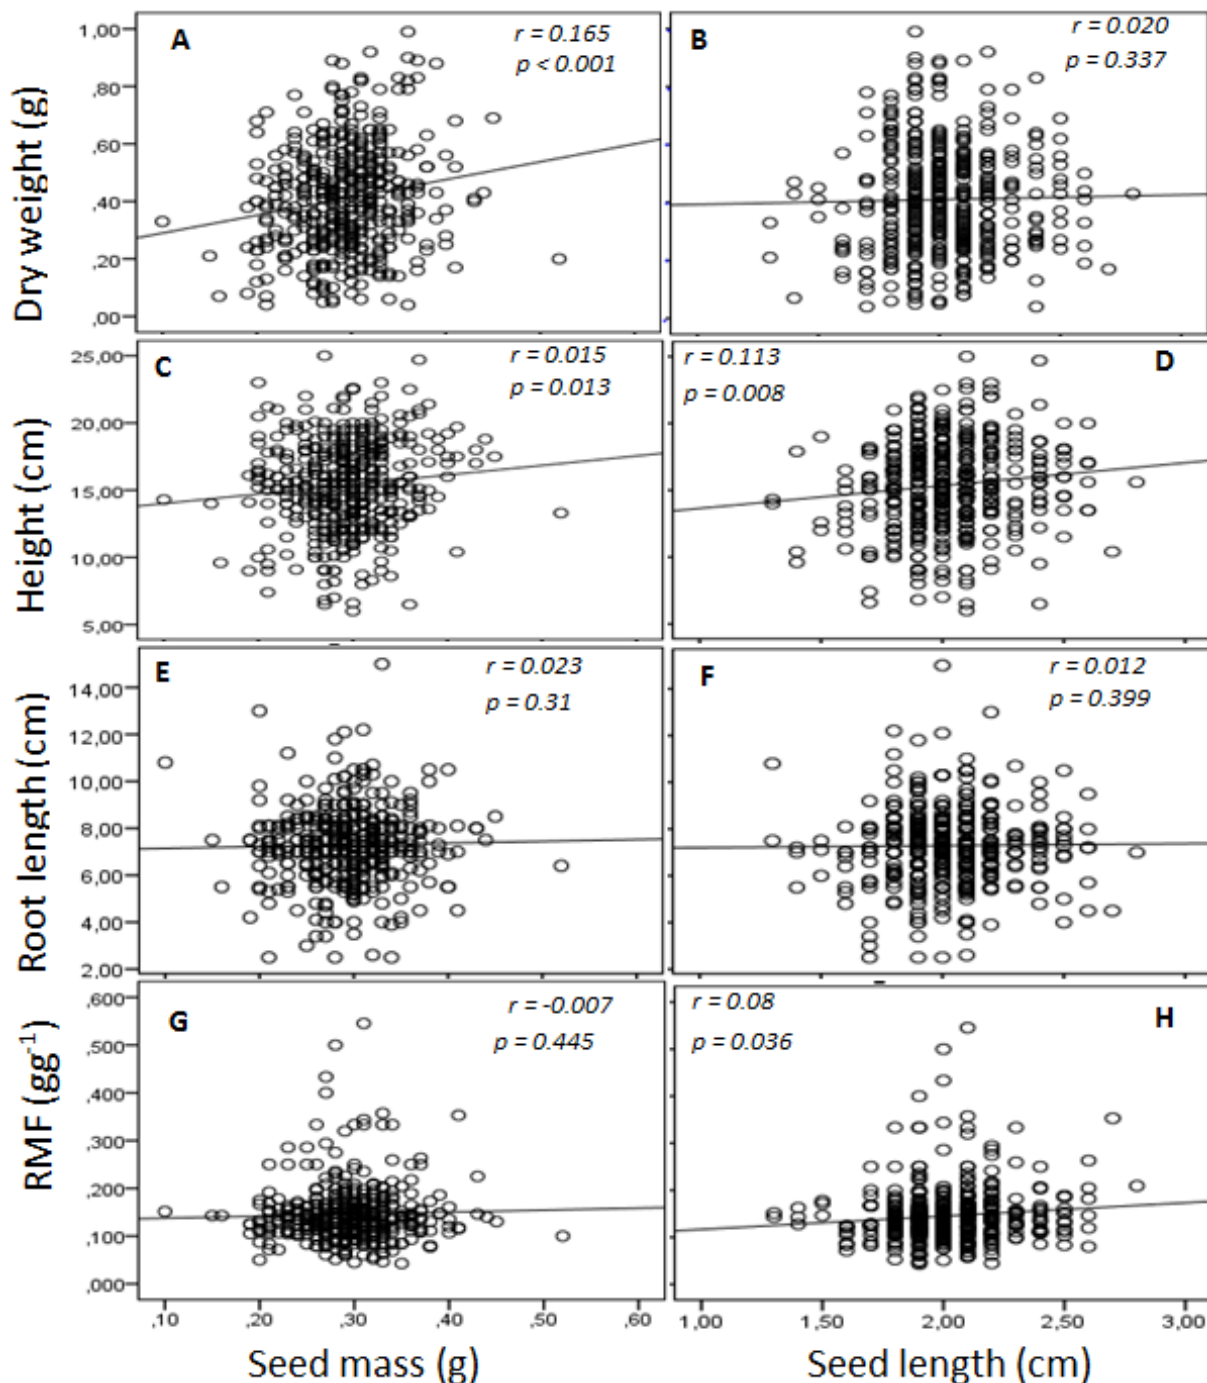 A
r = 0.165
p < 0.001
B
r = 0.020
p = 0.337
Dry weight (g)
1,00
,80
,60
,40
,20
,00
C
r = 0.015
p = 0.013
r = 0.113
p = 0.008
D
Height (cm)
25,00
20,00
15,00
10,00
5,00
E
r = 0.023
p = 0.31
F
r = 0.012
p = 0.399
Root length (cm)
14,00
12,00
10,00
8,00
6,00
4,00
2,00
G
r = -0.007
p = 0.445
r = 0.08
p = 0.036
H
RMF (gg⁻¹)
,600
,500
,400
,300
,200
,100
,000
,10 ,20 ,30 ,40 ,50 ,60
1,00 1,50 2,00 2,50 3,00
Seed mass (g)
Seed length (cm)